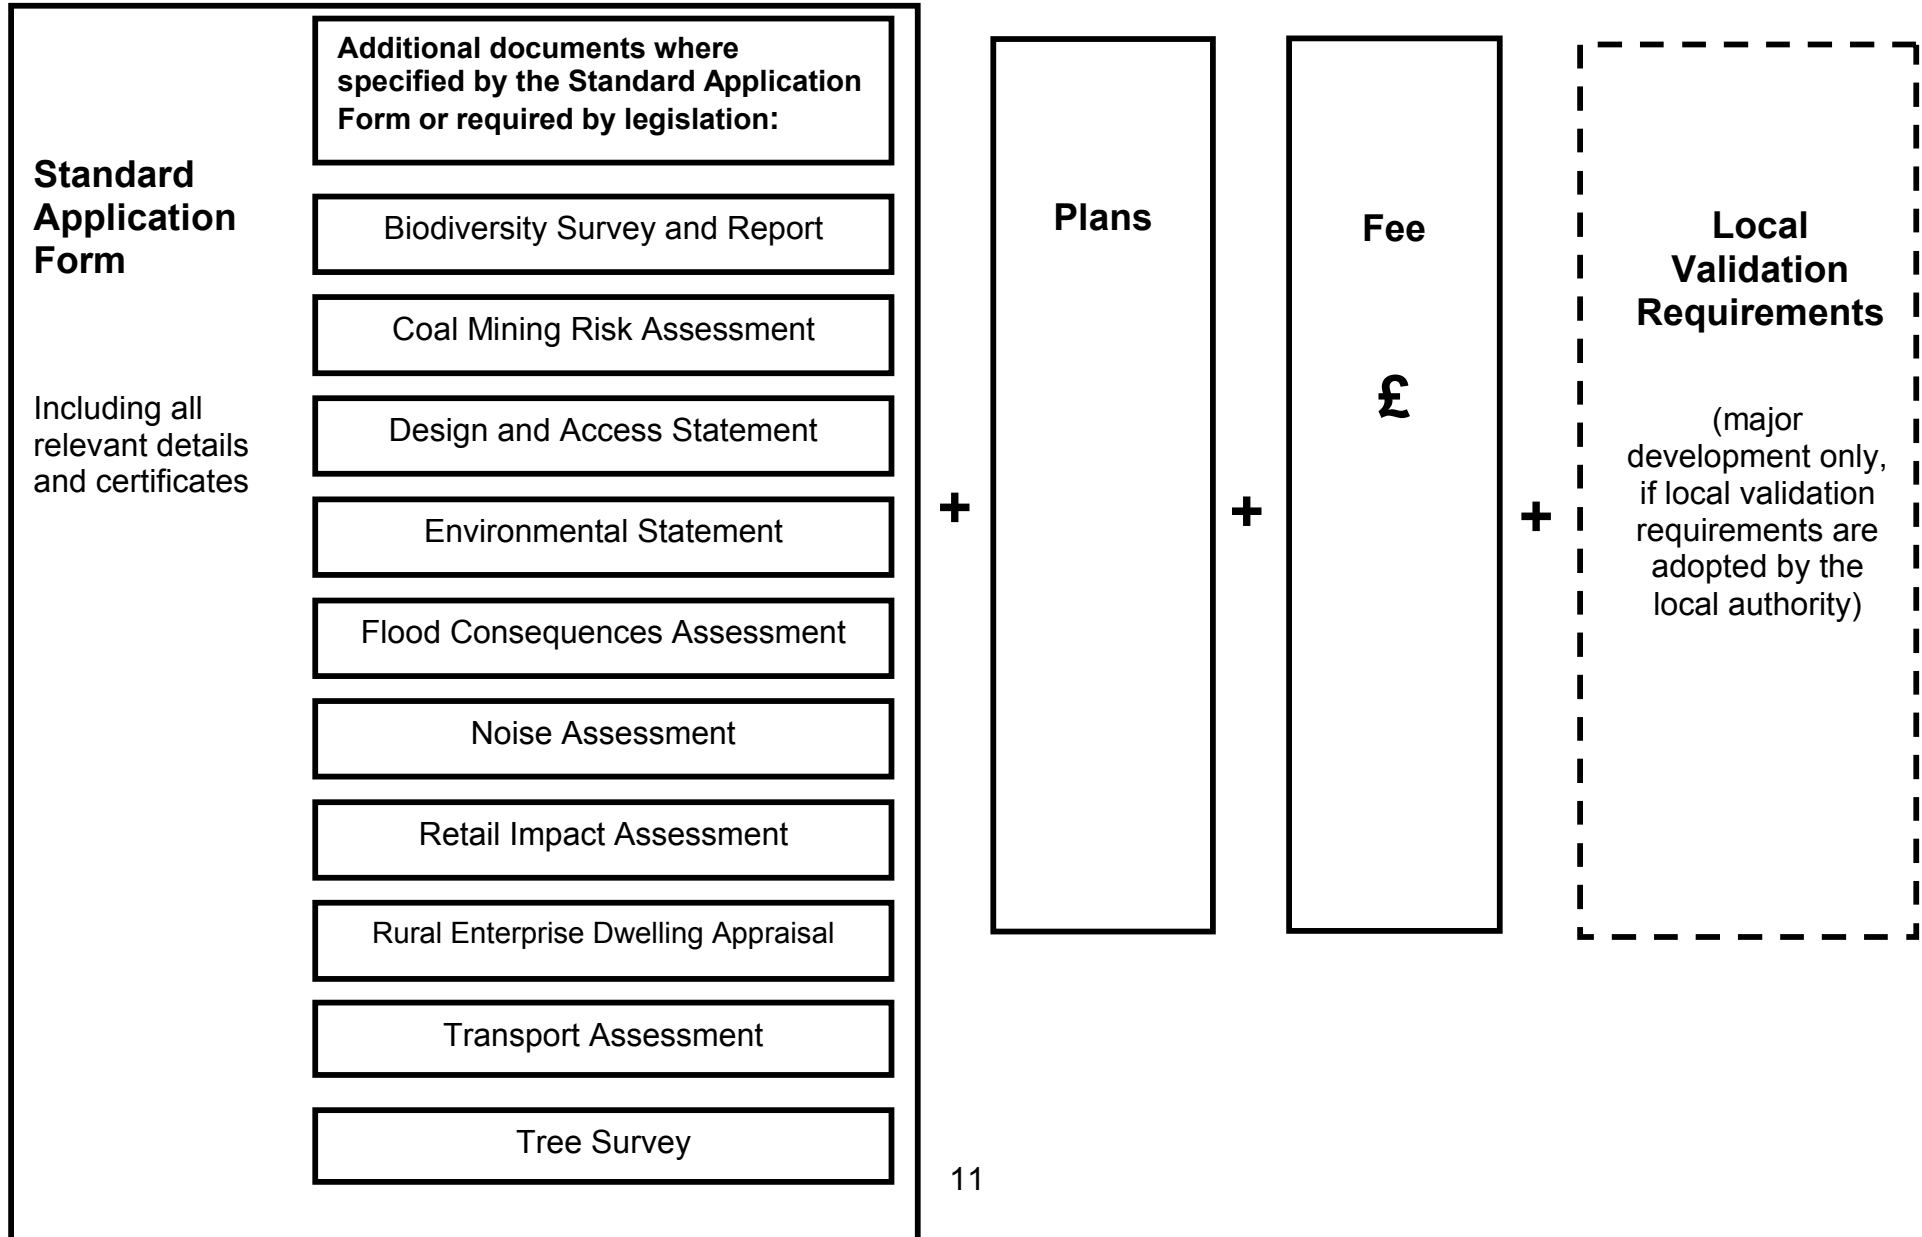 Standard
Application
Form
Including all
relevant details
and certificates
Additional documents where
specified by the Standard Application
Form or required by legislation:
Biodiversity Survey and Report
Coal Mining Risk Assessment
Design and Access Statement
Environmental Statement
Flood Consequences Assessment
Noise Assessment
Retail Impact Assessment
Rural Enterprise Dwelling Appraisal
Transport Assessment
Tree Survey
+
Plans
+
Fee
£
+
Local
Validation
Requirements
(major
development only,
if local validation
requirements are
adopted by the
local authority)
11